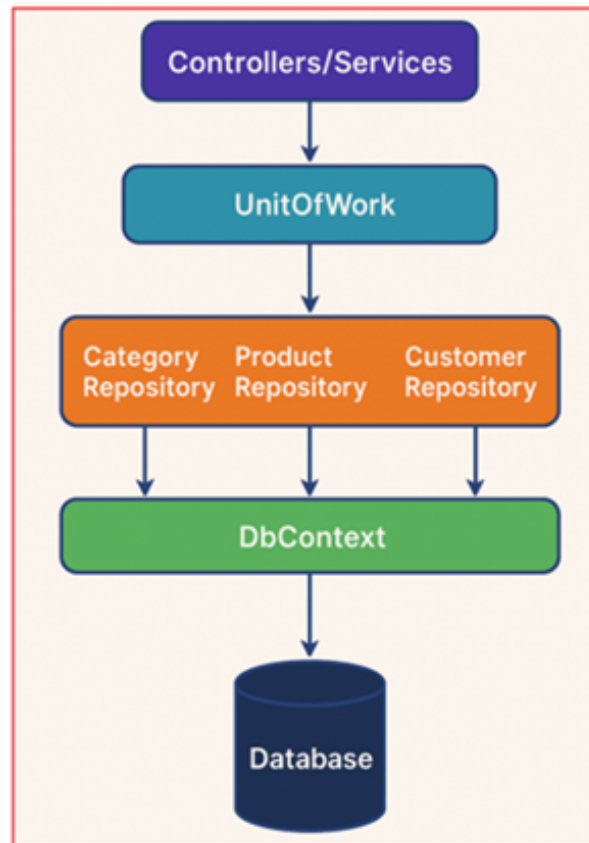 Controllers/Services
UnitOfWork
Category
Repository
Product
Repository
Customer
Repository
DbContext
Database